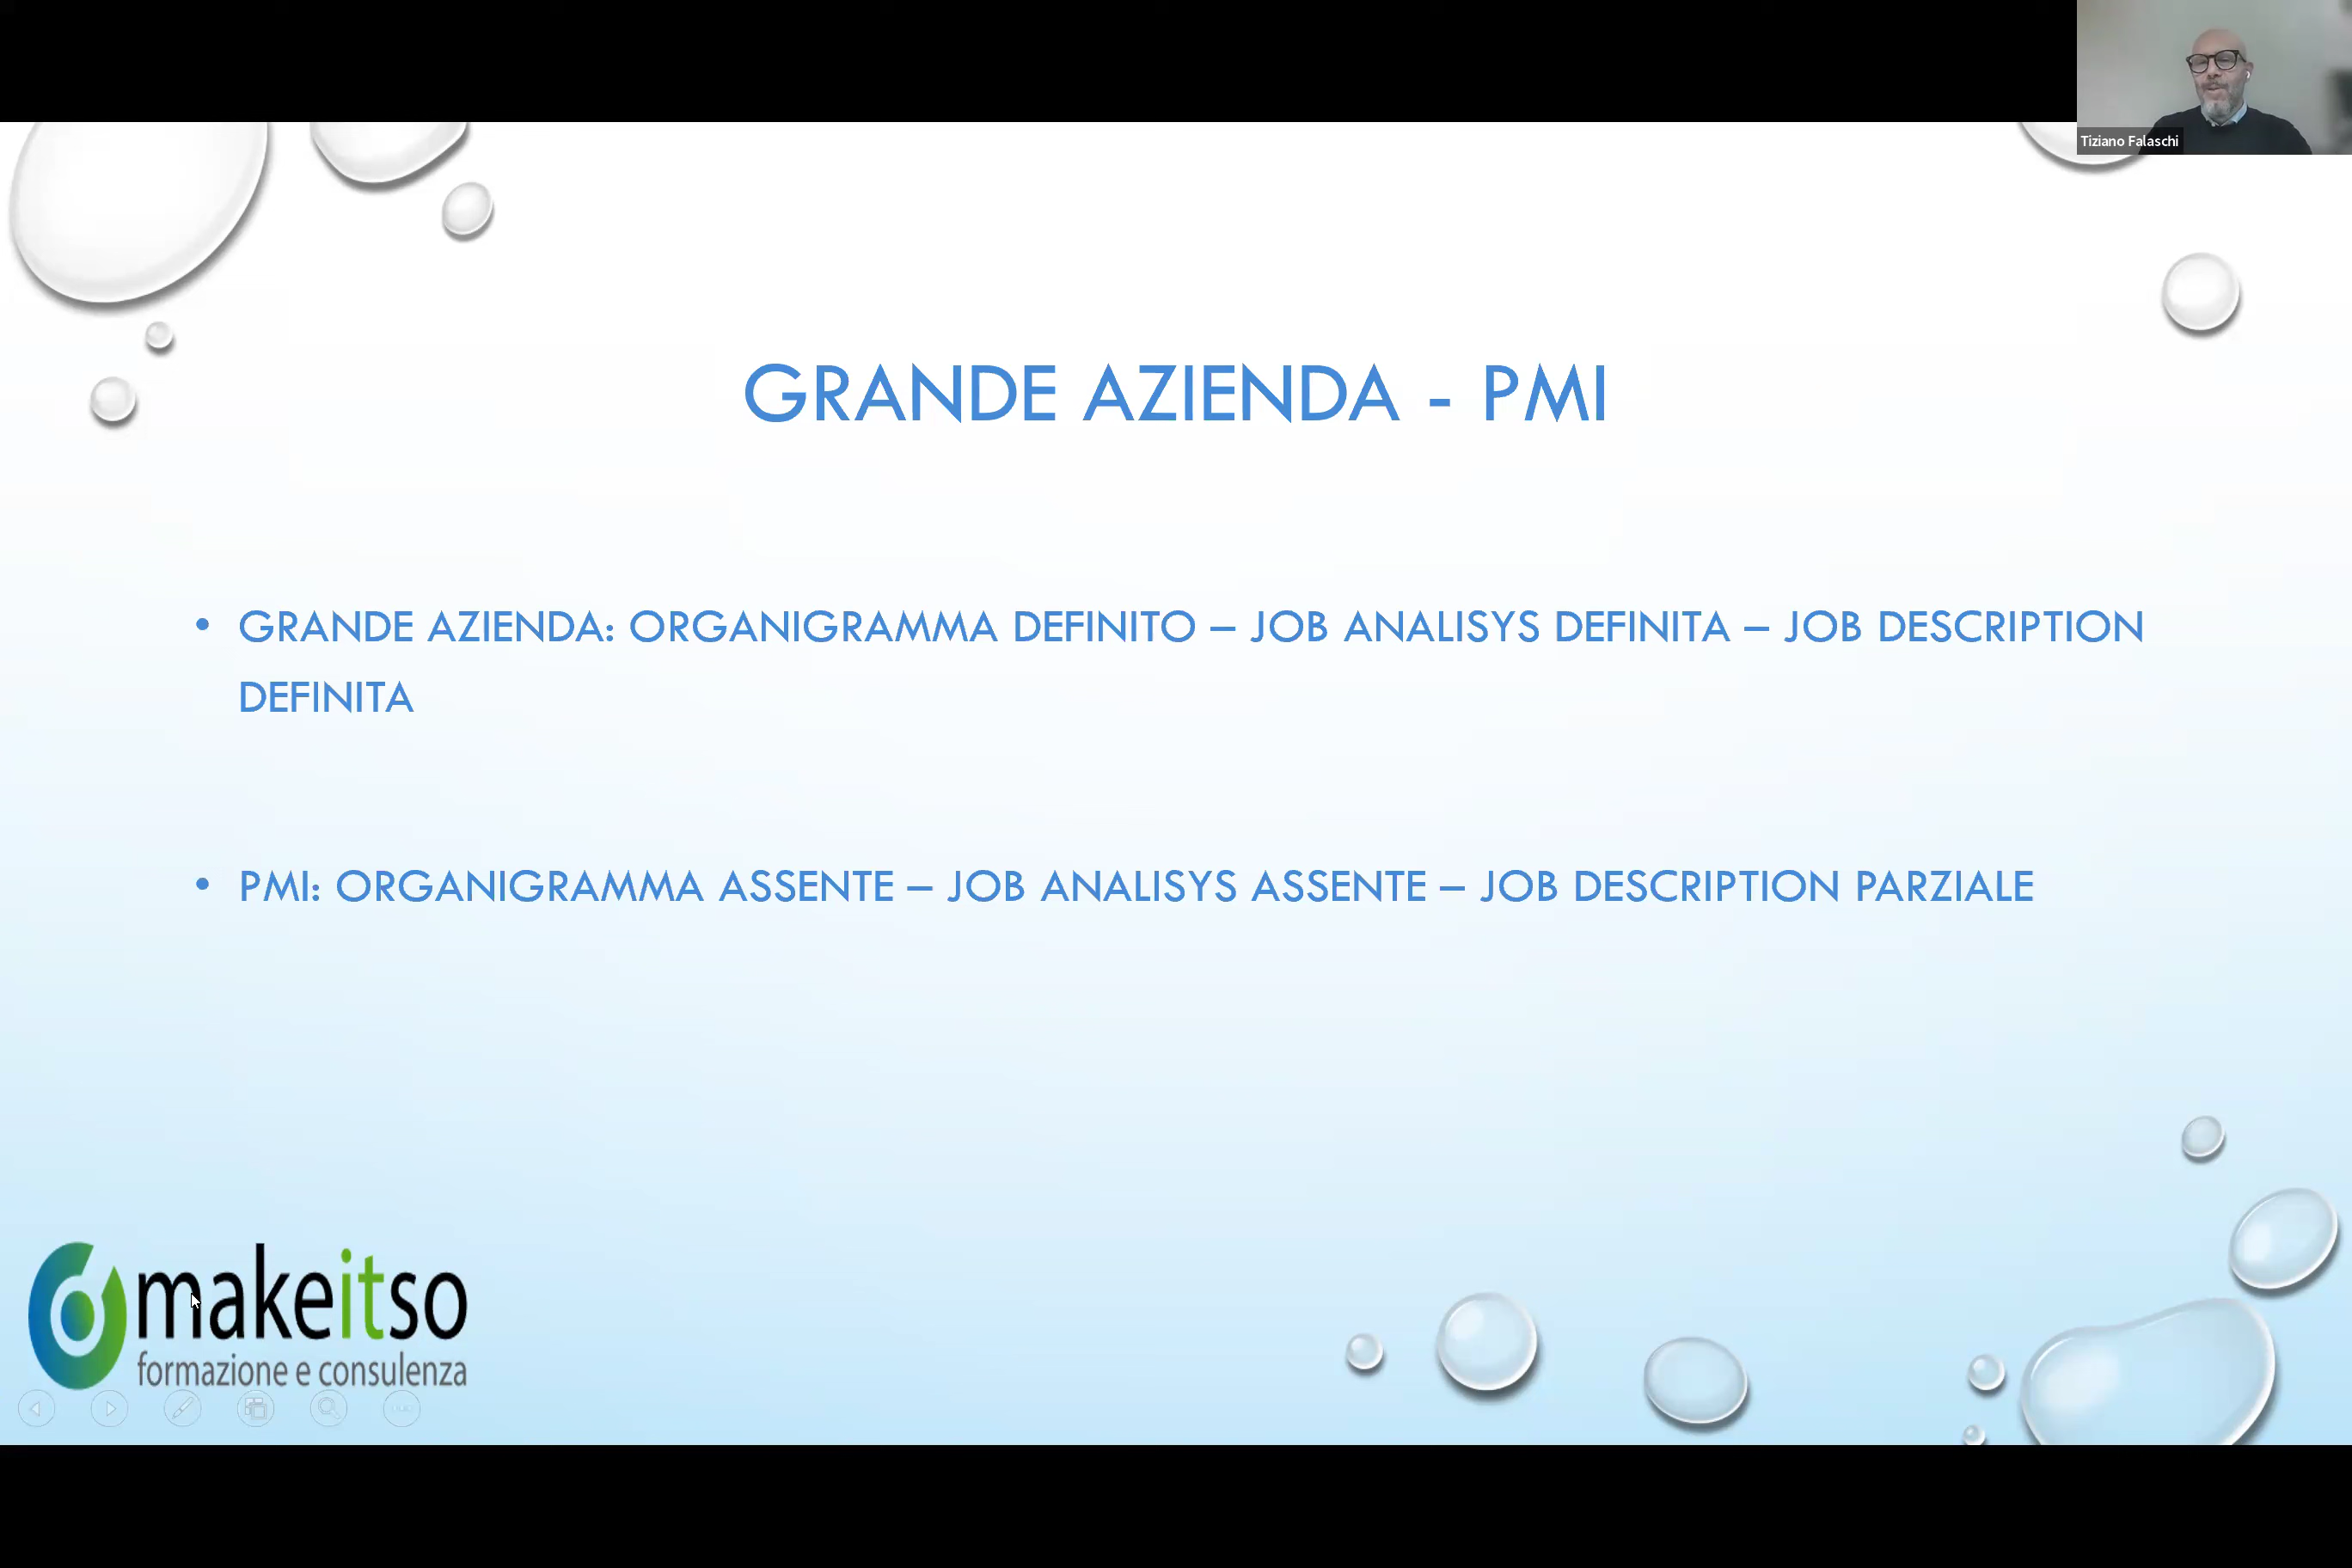 Tiziano Falaschi
GRANDE AZIENDA - PMI
• GRANDE AZIENDA: ORGANIGRAMMA DEFINITO – JOB ANALISYS DEFINITA – JOB DESCRIPTION
DEFINITA
• PMI: ORGANIGRAMMA ASSENTE – JOB ANALISYS ASSENTE – JOB DESCRIPTION PARZIALE
makeitso
formazione e consulenza